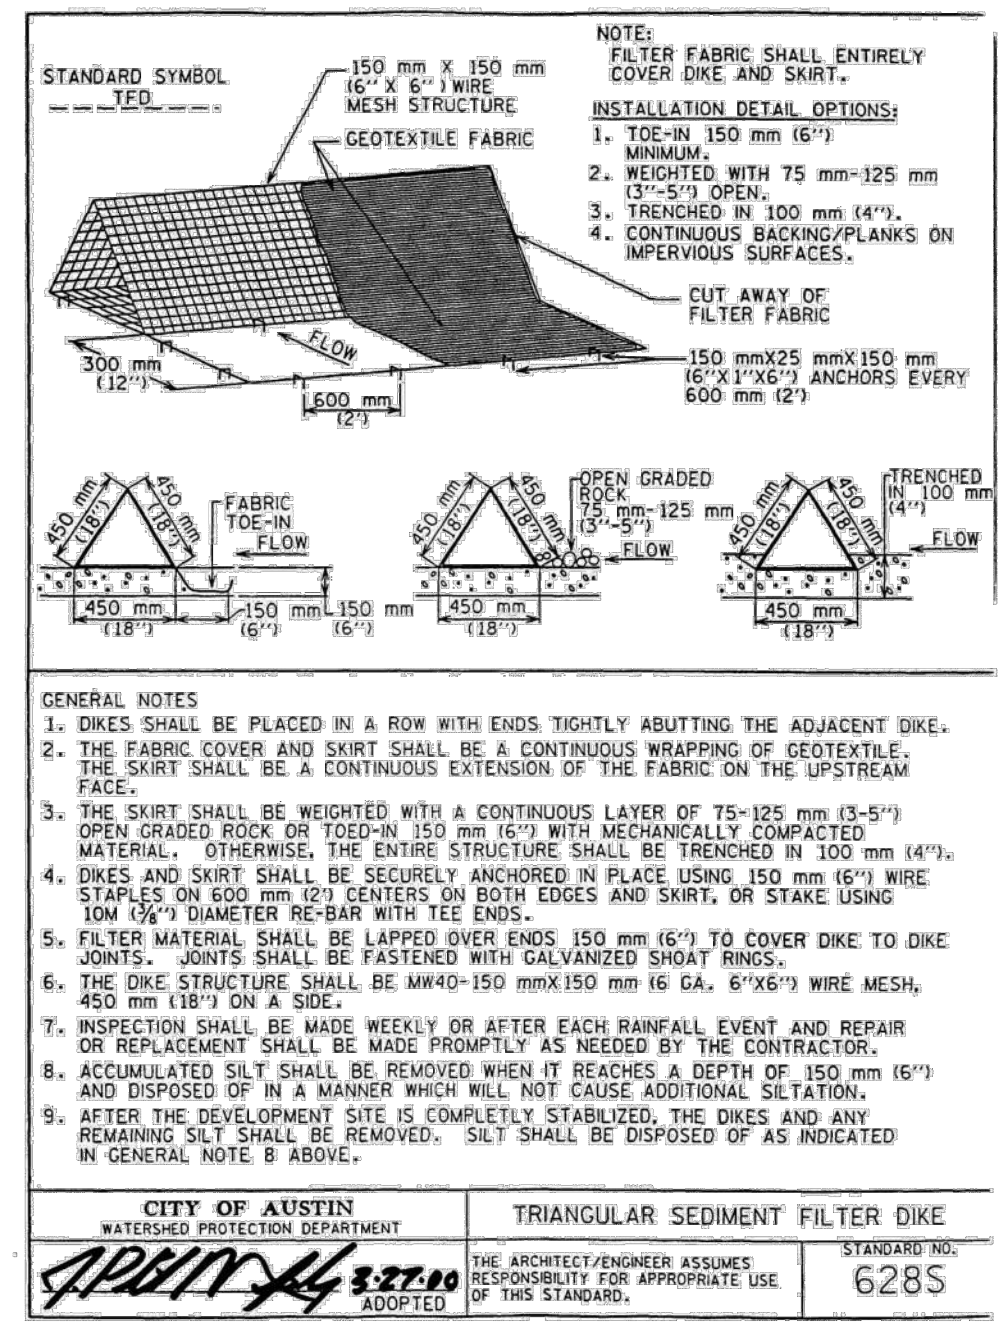 STANDARD SYMBOL
TFD
150 mm X 150 mm
(6" X 6") WIRE
MESH STRUCTURE
GEOTEXTILE FABRIC
NOTE:
FILTER FABRIC SHALL ENTIRELY
COVER DIKE AND SKIRT.
INSTALLATION DETAIL OPTIONS:
1. TOE-IN 150 mm (6")
MINIMUM.
2. WEIGHTED WITH 75 mm-125 mm
(3"-5") OPEN.
3. TRENCHED IN 100 mm (4").
4. CONTINUOUS BACKING/PLANKS ON
IMPERVIOUS SURFACES.
CUT AWAY OF
FILTER FABRIC
FLOW
300 mm
(12")
600 mm
(2')
150 mmX25 mmX150 mm
(6"X1"X6") ANCHORS EVERY
600 mm (2')
450 mm
(18")
450 mm
(18")
FABRIC
TOE-IN
FLOW
450 mm
(18")
150 mm
(6")
150 mm
(6")
450 mm
(18")
450 mm
(18")
OPEN GRADED
ROCK
75 mm-125 mm
(3"-5")
FLOW
450 mm
(18")
450 mm
(18")
450 mm
(18")
TRENCHED
IN 100 mm
(4")
FLOW
450 mm
(18")
GENERAL NOTES
1. DIKES SHALL BE PLACED IN A ROW WITH ENDS TIGHTLY ABUTTING THE ADJACENT DIKE.
2. THE FABRIC COVER AND SKIRT SHALL BE A CONTINUOUS WRAPPING OF GEOTEXTILE.
THE SKIRT SHALL BE A CONTINUOUS EXTENSION OF THE FABRIC ON THE UPSTREAM
FACE.
3. THE SKIRT SHALL BE WEIGHTED WITH A CONTINUOUS LAYER OF 75-125 mm (3-5")
OPEN GRADED ROCK OR TOED-IN 150 mm (6") WITH MECHANICALLY COMPACTED
MATERIAL. OTHERWISE, THE ENTIRE STRUCTURE SHALL BE TRENCHED IN 100 mm (4").
4. DIKES AND SKIRT SHALL BE SECURELY ANCHORED IN PLACE USING 150 mm (6") WIRE
STAPLES ON 600 mm (2') CENTERS ON BOTH EDGES AND SKIRT, OR STAKE USING
10M (3/8") DIAMETER RE-BAR WITH TEE ENDS.
5. FILTER MATERIAL SHALL BE LAPPED OVER ENDS 150 mm (6") TO COVER DIKE TO DIKE
JOINTS. JOINTS SHALL BE FASTENED WITH GALVANIZED SHOAT RINGS.
6. THE DIKE STRUCTURE SHALL BE MW40-150 mmX150 mm (6 GA. 6"X6") WIRE MESH,
450 mm (18") ON A SIDE.
7. INSPECTION SHALL BE MADE WEEKLY OR AFTER EACH RAINFALL EVENT AND REPAIR
OR REPLACEMENT SHALL BE MADE PROMPTLY AS NEEDED BY THE CONTRACTOR.
8. ACCUMULATED SILT SHALL BE REMOVED WHEN IT REACHES A DEPTH OF 150 mm (6")
AND DISPOSED OF IN A MANNER WHICH WILL NOT CAUSE ADDITIONAL SILTATION.
9. AFTER THE DEVELOPMENT SITE IS COMPLETLY STABILIZED, THE DIKES AND ANY
REMAINING SILT SHALL BE REMOVED. SILT SHALL BE DISPOSED OF AS INDICATED
IN GENERAL NOTE 8 ABOVE.
CITY OF AUSTIN
WATERSHED PROTECTION DEPARTMENT
TRIANGULAR SEDIMENT FILTER DIKE
3-27-00
ADOPTED
THE ARCHITECT/ENGINEER ASSUMES
RESPONSIBILITY FOR APPROPRIATE USE
OF THIS STANDARD.
STANDARD NO.
628S